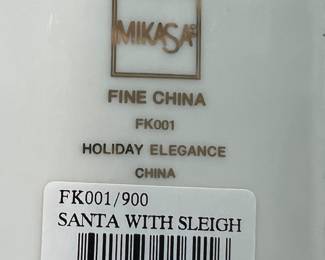 MIKASA
FINE CHINA
FK001
HOLIDAY ELEGANCE
CHINA
FK001/900
SANTA WITH SLEIGH